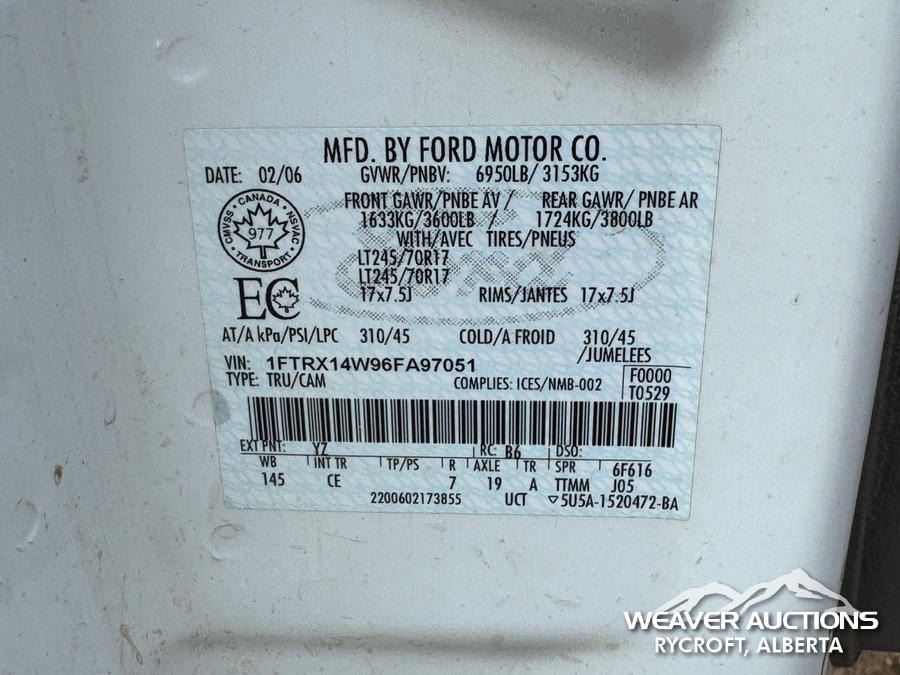 MFD. BY FORD MOTOR CO.
DATE: 02/06 GVWR/PNBV: 6950LB/ 3153KG
FRONT GAWR/PNBE AV / REAR GAWR/ PNBE AR
1633KG/3600LB / 1724KG/3800LB
WITH/AVEC TIRES/PNEUS
LT245/70R17
LT245/70R17
17x7.5J RIMS/JANTES 17x7.5J
CMVSS · CANADA · NSVAC
977
· TRANSPORT ·
EC
AT/A kPa/PSI/LPC 310/45 COLD/A FROID 310/45
/JUMELEES
VIN: 1FTRX14W96FA97051
TYPE: TRU/CAM COMPLIES: ICES/NMB-002
F0000
T0529
EXT PNT: YZ RC: B6 DSO:
WB INT TR TP/PS R AXLE TR SPR 6F616
145 CE 7 19 A TTMM J05
2200602173855 UCT ▽5U5A-1520472-BA
WEAVER AUCTIONS
RYCROFT, ALBERTA